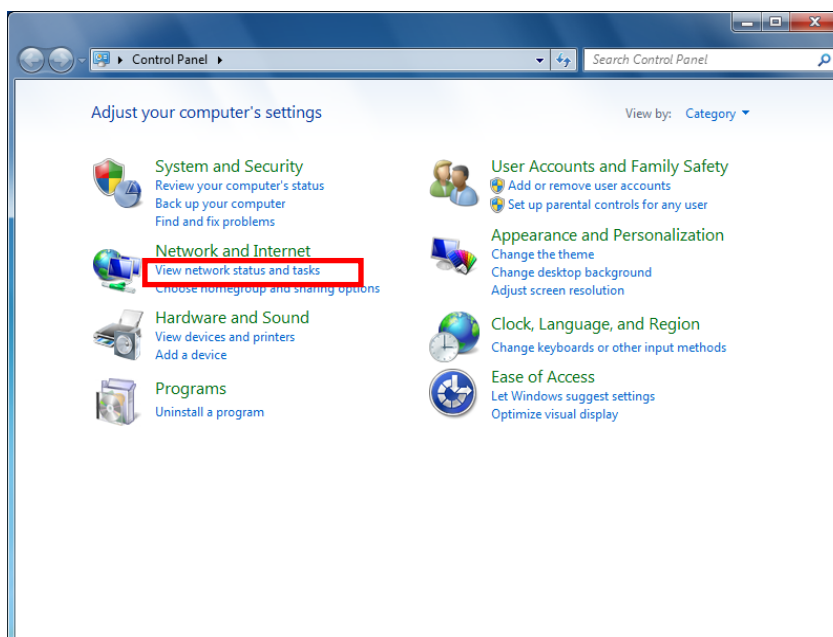 Control Panel
Search Control Panel
Adjust your computer's settings
View by: Category
System and Security
Review your computer's status
Back up your computer
Find and fix problems
Network and Internet
View network status and tasks
Choose homegroup and sharing options
Hardware and Sound
View devices and printers
Add a device
Programs
Uninstall a program
User Accounts and Family Safety
Add or remove user accounts
Set up parental controls for any user
Appearance and Personalization
Change the theme
Change desktop background
Adjust screen resolution
Clock, Language, and Region
Change keyboards or other input methods
Ease of Access
Let Windows suggest settings
Optimize visual display